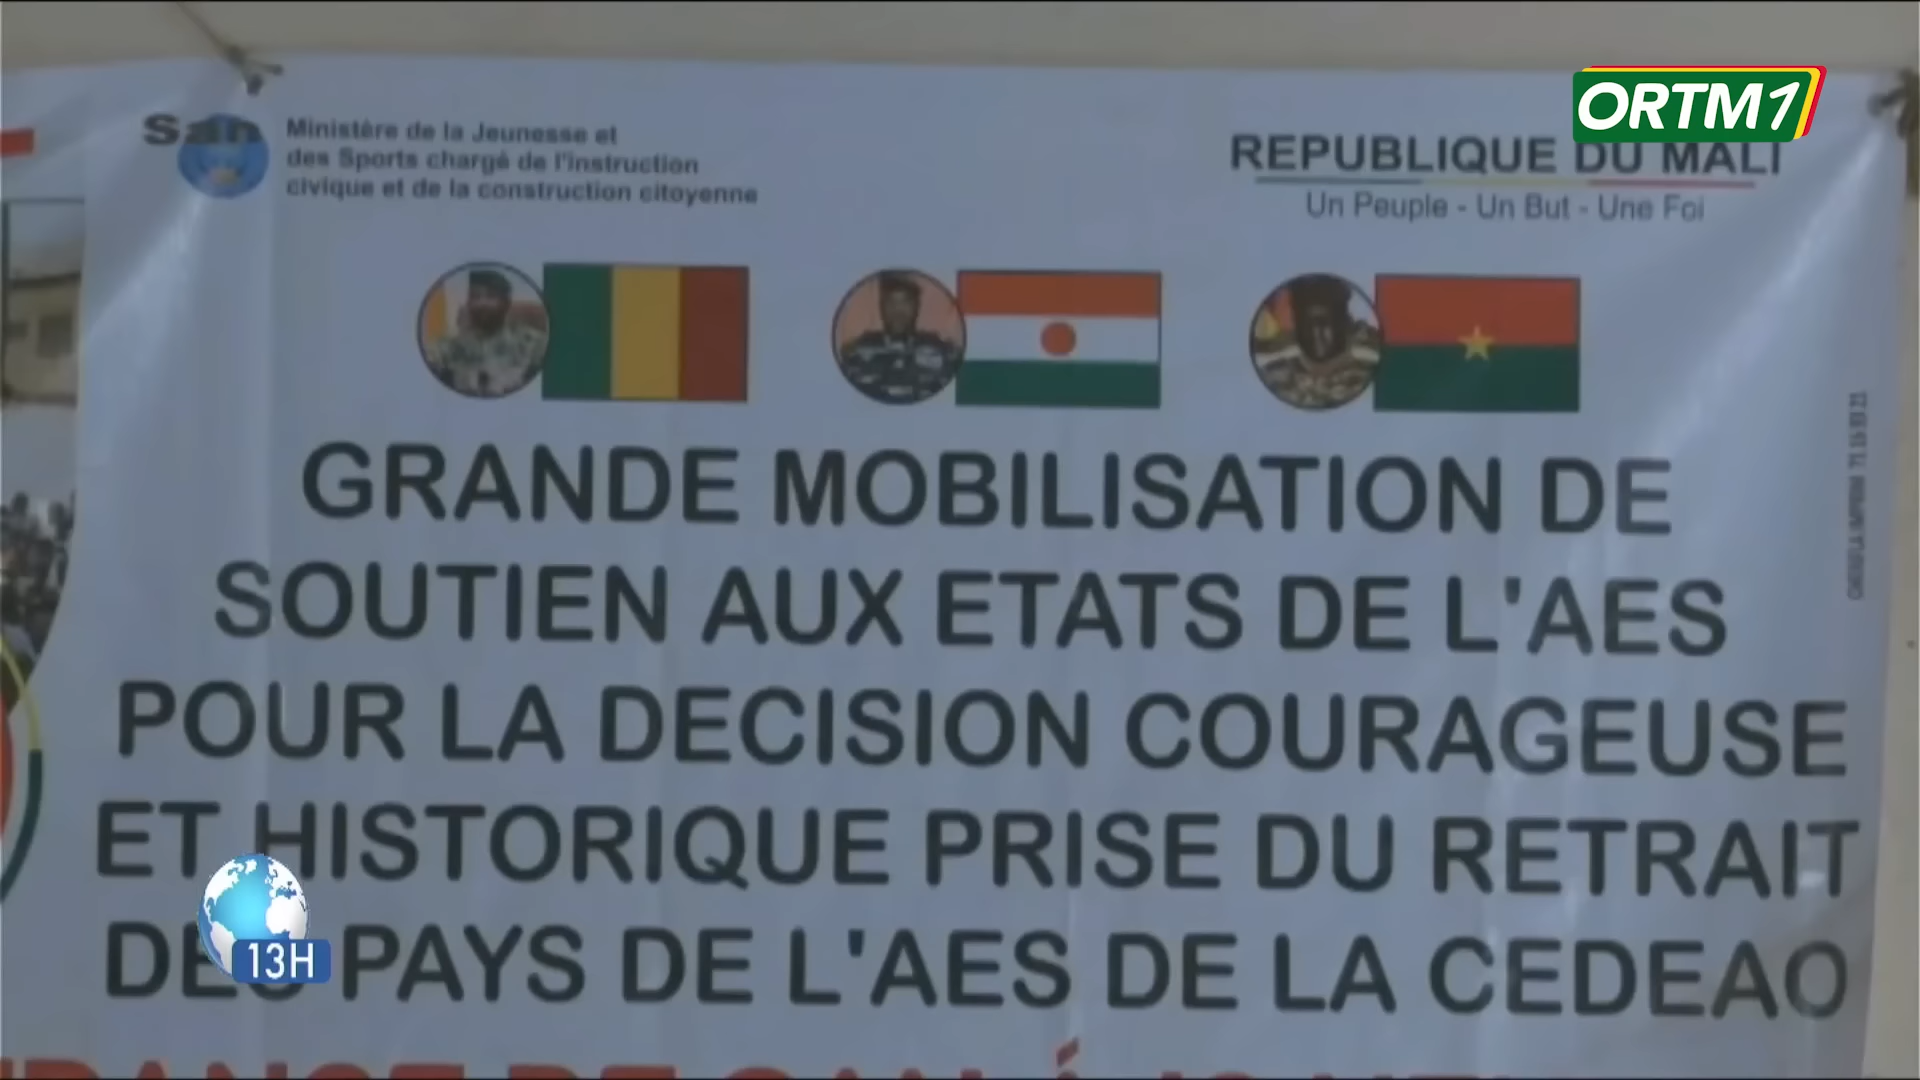 ORTM1
San
Ministère de la Jeunesse et
des Sports chargé de l'instruction
civique et de la construction citoyenne
REPUBLIQUE DU MALI
Un Peuple - Un But - Une Foi
GRANDE MOBILISATION DE
SOUTIEN AUX ETATS DE L'AES
POUR LA DECISION COURAGEUSE
ET HISTORIQUE PRISE DU RETRAIT
DES PAYS DE L'AES DE LA CEDEAO
13H